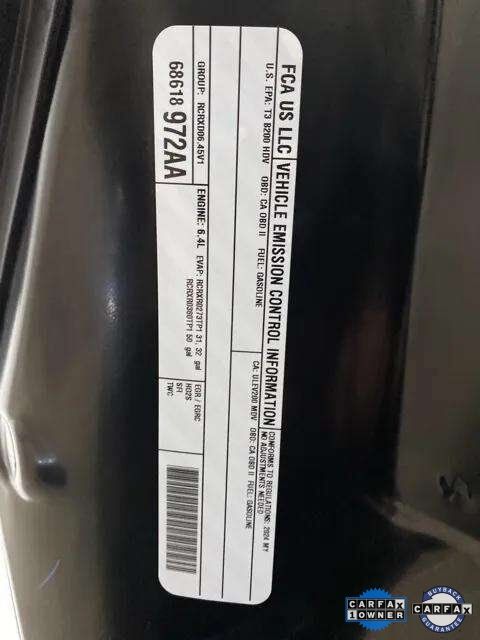 FCA US LLC VEHICLE EMISSION CONTROL INFORMATION
CONFORMS TO REGULATIONS: 2024 MY
NO ADJUSTMENTS NEEDED
U.S. EPA: T3 8200 HDV OBD: CA OBD II FUEL: GASOLINE
CA: ULEV200 MDV OBD: CA OBD II FUEL: GASOLINE
GROUP: RCRXD06.45V1 ENGINE: 6.4L EVAP: RCRXR0273TP1 31, 32 gal
RCRXR0380TP1 50 gal
EGR / EGRC
HO2S
SFI
TWC
68618 972AA
CARFAX
1 OWNER
BUYBACK
CARFAX
GUARANTEE